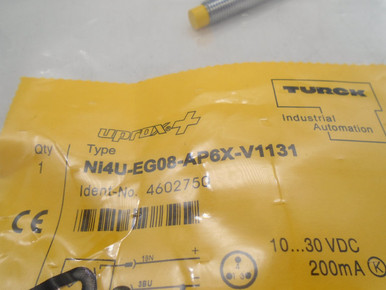 uprox+
TURCK
Industrial
Automation
Qty
Type
1
NI4U-EG08-AP6X-V1131
Ident-No. 4602750
CE
10...30 VDC
200mA